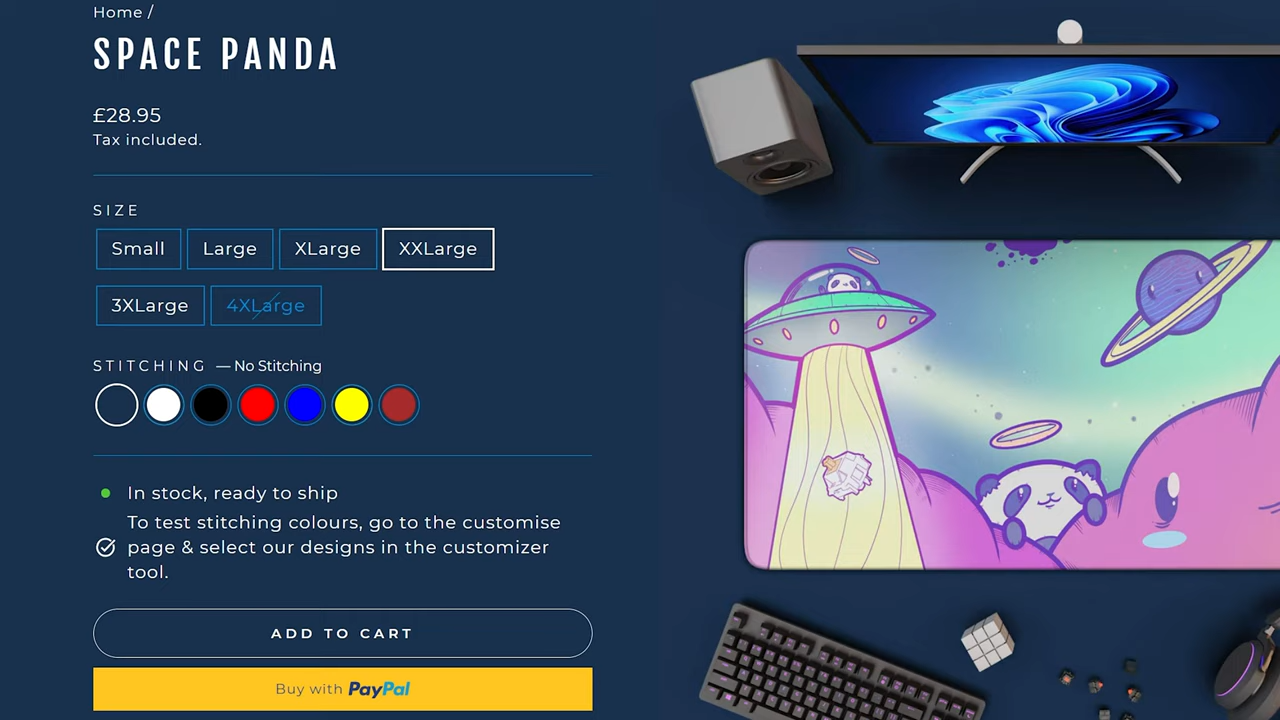 Home /
SPACE PANDA
£28.95
Tax included.
SIZE
Small Large XLarge XXLarge
3XLarge 4XLarge
STITCHING — No Stitching
In stock, ready to ship
To test stitching colours, go to the customise
page & select our designs in the customizer
tool.
ADD TO CART
Buy with PayPal